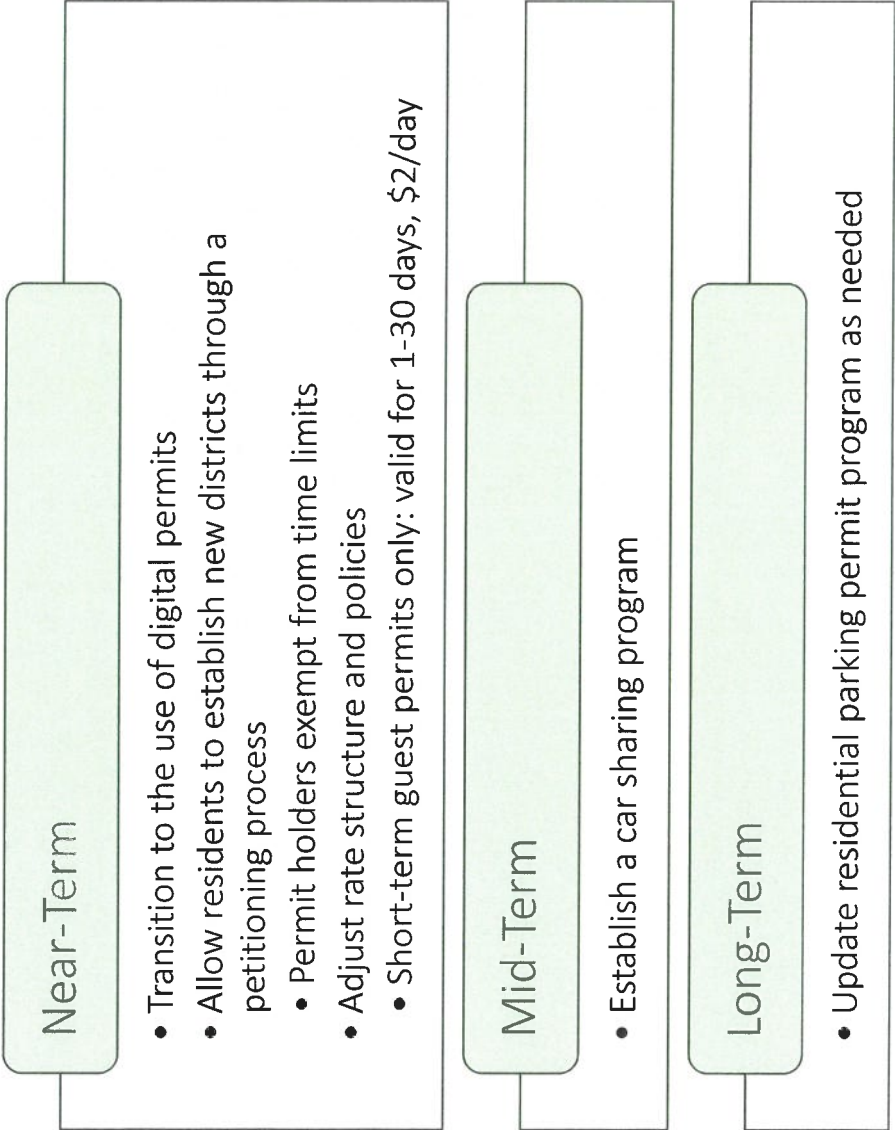 Near-Term
• Transition to the use of digital permits
• Allow residents to establish new districts through a
petitioning process
• Permit holders exempt from time limits
• Adjust rate structure and policies
• Short-term guest permits only: valid for 1-30 days, $2/day
Mid-Term
• Establish a car sharing program
Long-Term
• Update residential parking permit program as needed